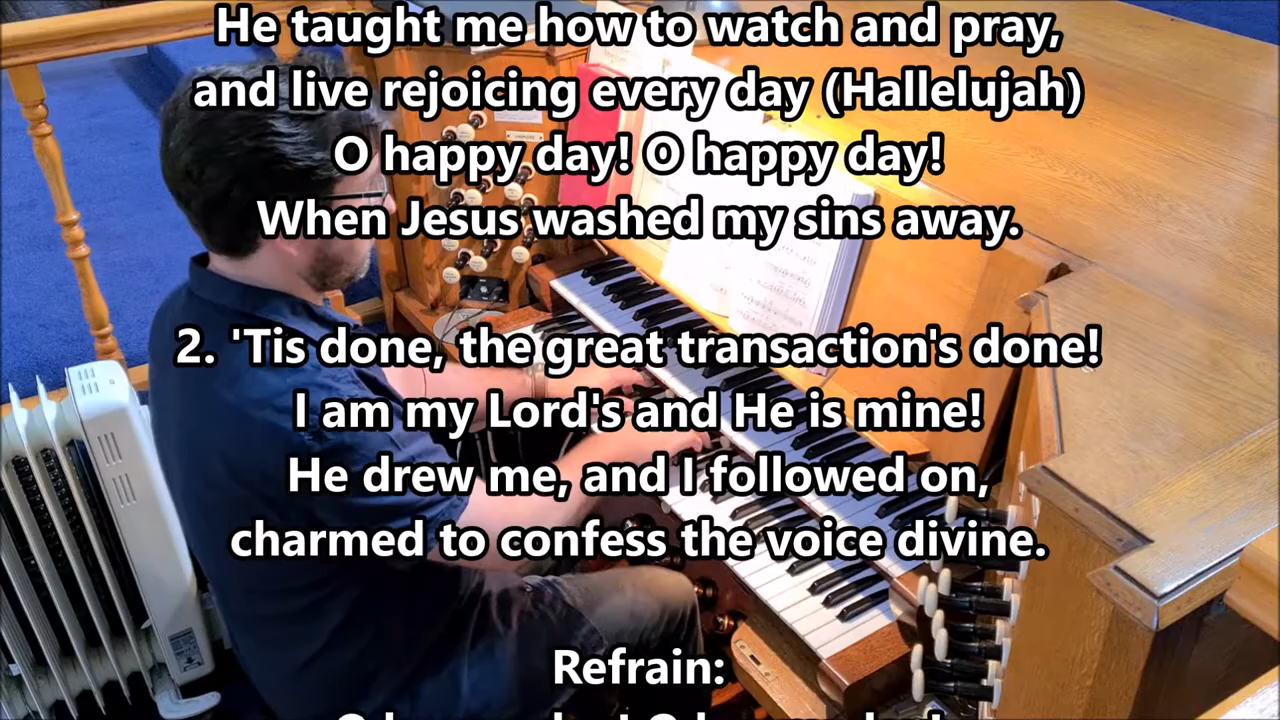 He taught me how to watch and pray,
and live rejoicing every day (Hallelujah)
O happy day! O happy day!
When Jesus washed my sins away.
2. 'Tis done, the great transaction's done!
I am my Lord's and He is mine!
He drew me, and I followed on,
charmed to confess the voice divine.
Refrain: